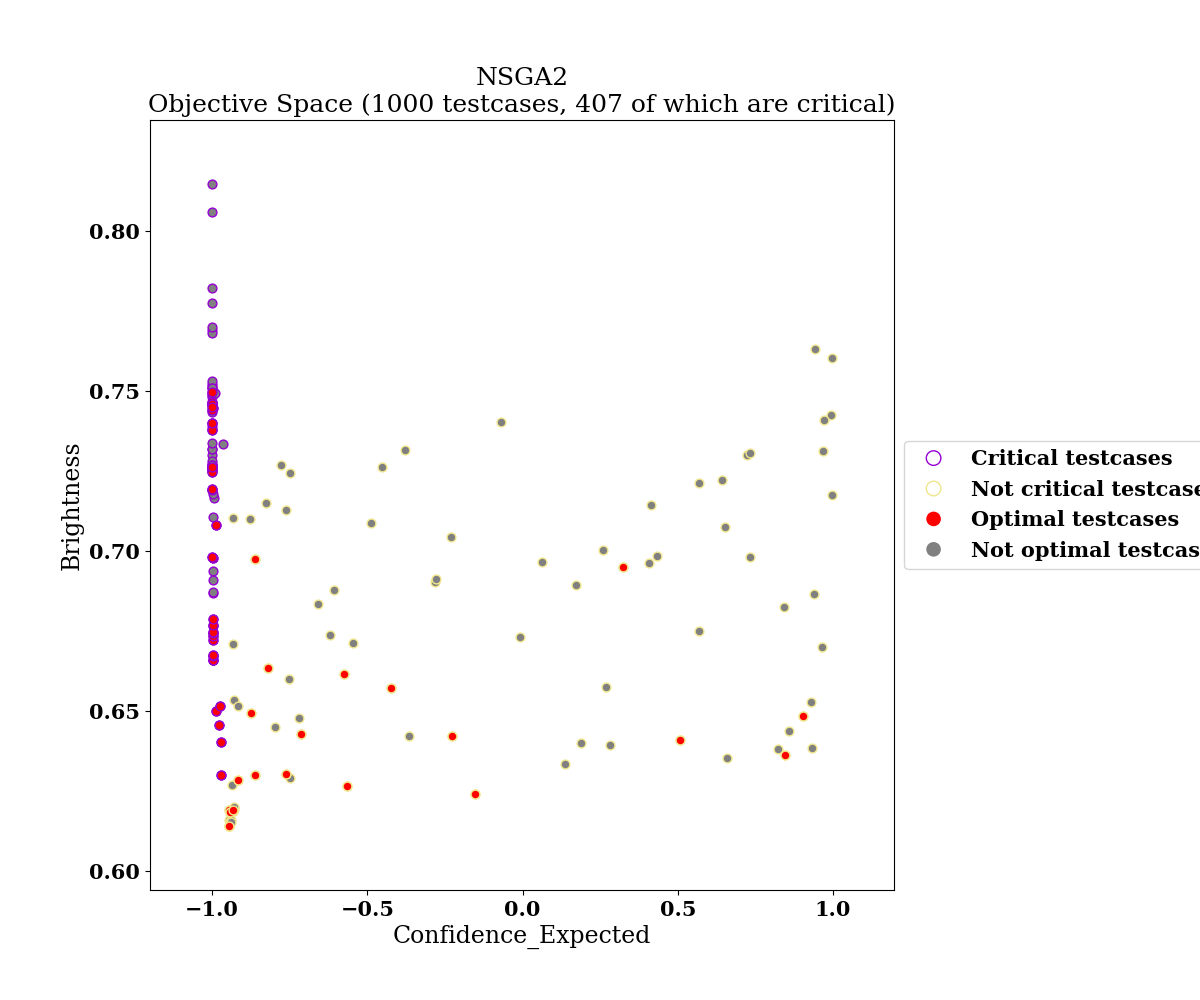 NSGA2
Objective Space (1000 testcases, 407 of which are critical)
0.80
0.75
0.70
0.65
0.60
Brightness
−1.0
−0.5
0.0
0.5
1.0
Confidence_Expected
Critical testcases
Not critical testcase
Optimal testcases
Not optimal testcas